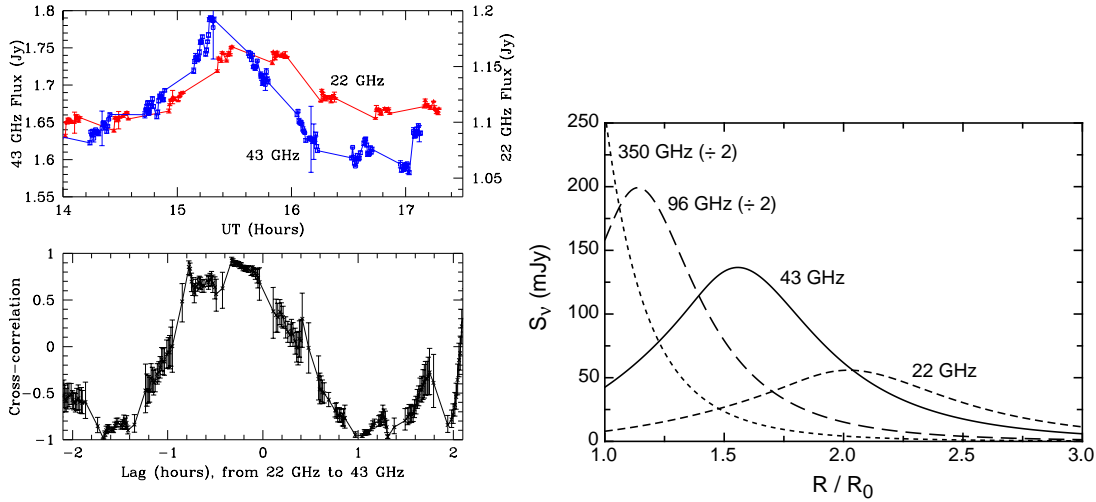 1.8
1.75
1.7
1.65
1.6
1.55
43 GHz Flux (Jy)
1.2
1.15
1.1
1.05
22 GHz Flux (Jy)
22 GHz
43 GHz
14 15 16 17
UT (Hours)
1
0.5
0
−0.5
−1
Cross−correlation
−2 −1 0 1 2
Lag (hours), from 22 GHz to 43 GHz
250
200
150
100
50
0
S_ν (mJy)
350 GHz (÷ 2)
96 GHz (÷ 2)
43 GHz
22 GHz
1.0 1.5 2.0 2.5 3.0
R / R₀